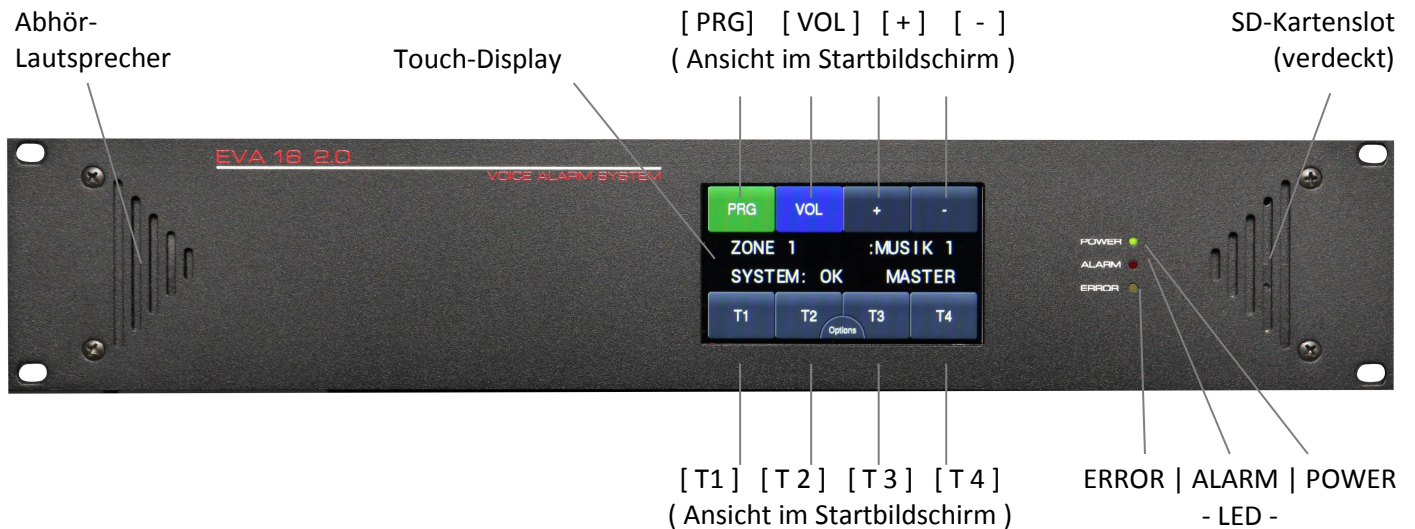 Abhör-
Lautsprecher
Touch-Display
[ PRG]   [ VOL ]   [ + ]   [ - ]
( Ansicht im Startbildschirm )
SD-Kartenslot
(verdeckt)
EVA 16 2.0
VOICE ALARM SYSTEM
PRG VOL + -
ZONE 1 :MUSIK 1
SYSTEM: OK MASTER
T1 T2 T3 T4
Options
POWER
ALARM
ERROR
[ T1 ]   [ T 2 ]   [ T 3 ]   [ T 4 ]
( Ansicht im Startbildschirm )
ERROR | ALARM | POWER
- LED -